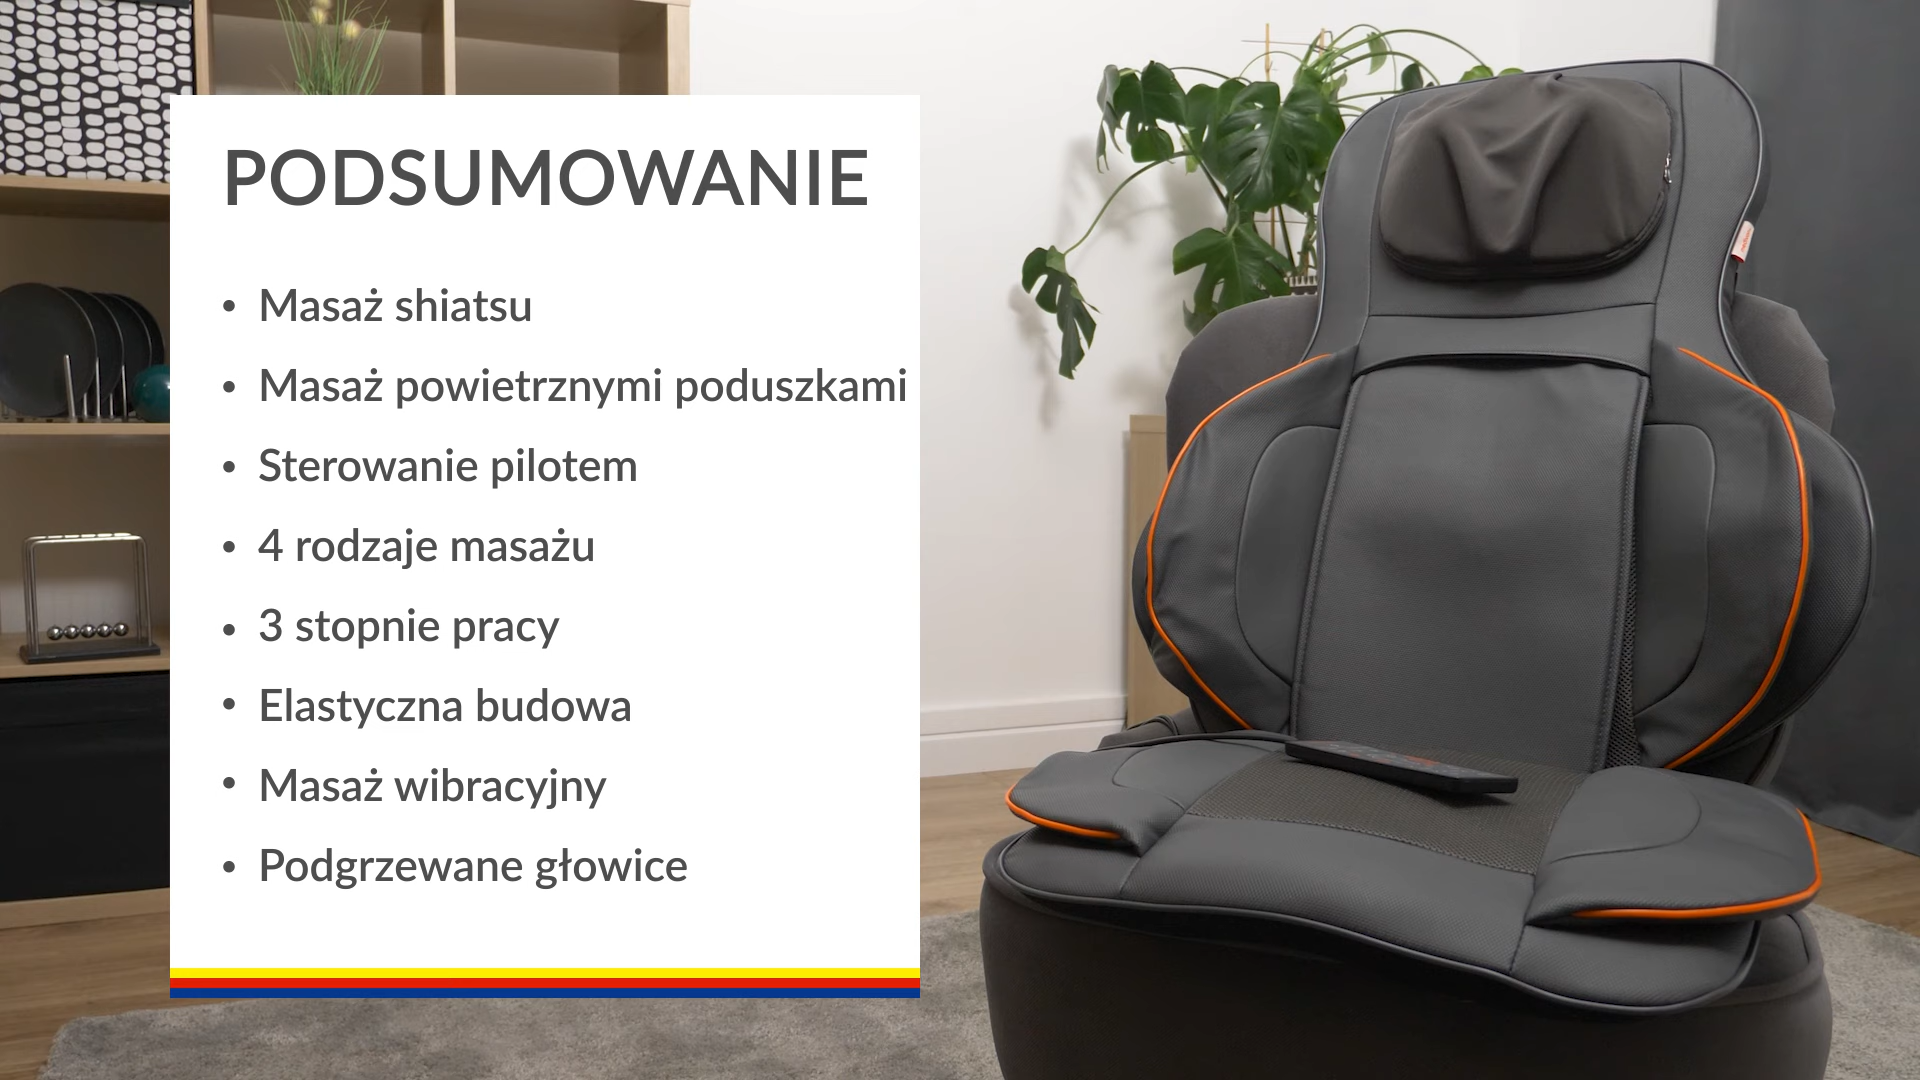 PODSUMOWANIE
• Masaż shiatsu
• Masaż powietrznymi poduszkami
• Sterowanie pilotem
• 4 rodzaje masażu
• 3 stopnie pracy
• Elastyczna budowa
• Masaż wibracyjny
• Podgrzewane głowice